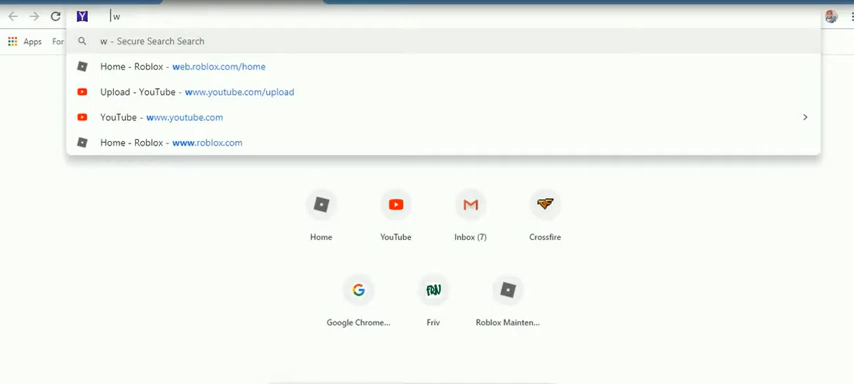 w
Apps For
w - Secure Search Search
Home - Roblox - web.roblox.com/home
Upload - YouTube - www.youtube.com/upload
YouTube - www.youtube.com
Home - Roblox - www.roblox.com
Home YouTube Inbox (7) Crossfire
Google Chrome... Friv Roblox Mainten...